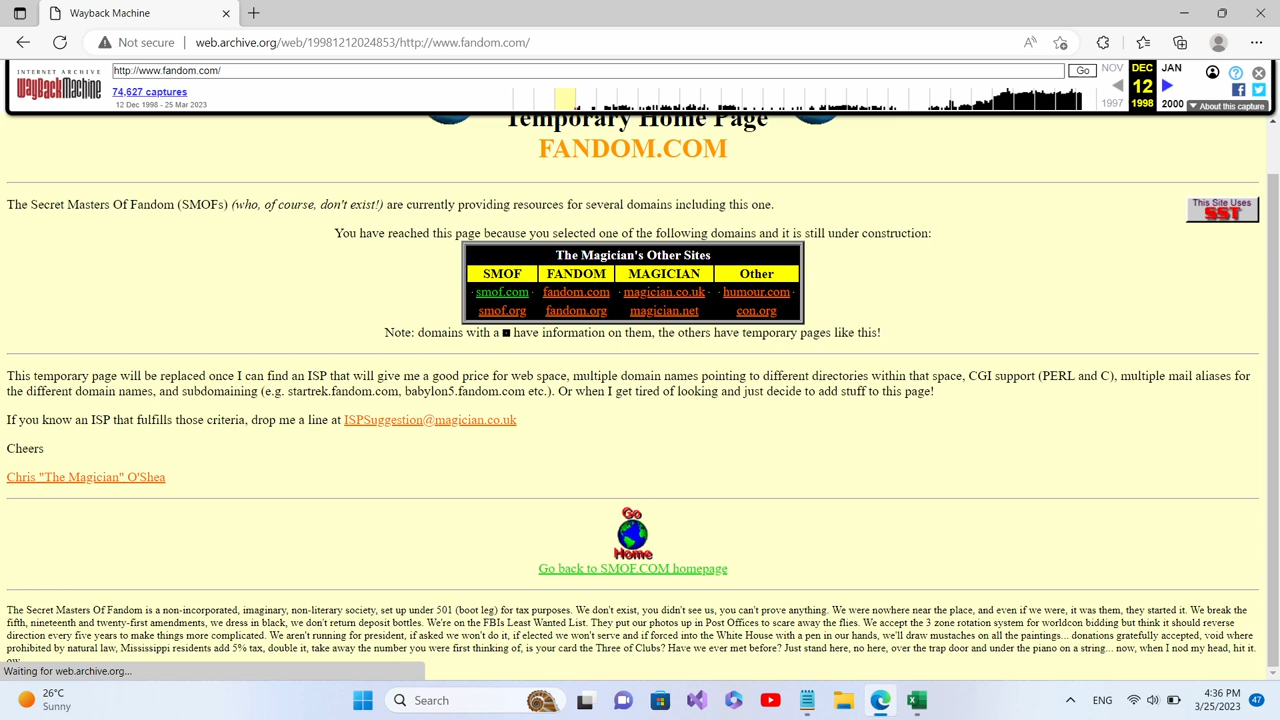 Wayback Machine
Not secure
web.archive.org/web/19981212024853/http://www.fandom.com/
INTERNET ARCHIVE
WayBackMachine
http://www.fandom.com/
Go
NOV
DEC
JAN
74,627 captures
12
12 Dec 1998 - 25 Mar 2023
1997
1998
2000
About this capture
Temporary Home Page
FANDOM.COM
The Secret Masters Of Fandom (SMOFs) (who, of course, don't exist!) are currently providing resources for several domains including this one.
This Site Uses
SST
You have reached this page because you selected one of the following domains and it is still under construction:
The Magician's Other Sites
SMOF FANDOM MAGICIAN Other
· smof.com · fandom.com · magician.co.uk · humour.com ·
smof.org fandom.org magician.net con.org
Note: domains with a · have information on them, the others have temporary pages like this!
This temporary page will be replaced once I can find an ISP that will give me a good price for web space, multiple domain names pointing to different directories within that space, CGI support (PERL and C), multiple mail aliases for
the different domain names, and subdomaining (e.g. startrek.fandom.com, babylon5.fandom.com etc.). Or when I get tired of looking and just decide to add stuff to this page!
If you know an ISP that fulfills those criteria, drop me a line at ISPSuggestion@magician.co.uk
Cheers
Chris "The Magician" O'Shea
Go
Home
Go back to SMOF.COM homepage
The Secret Masters Of Fandom is a non-incorporated, imaginary, non-literary society, set up under 501 (boot leg) for tax purposes. We don't exist, you didn't see us, you can't prove anything. We were nowhere near the place, and even if we were, it was them, they started it. We break the
fifth, nineteenth and twenty-first amendments, we dress in black, we don't return deposit bottles. We're on the FBIs Least Wanted List. They put our photos up in Post Offices to scare away the flies. We accept the 3 zone rotation system for worldcon bidding but think it should reverse
direction every five years to make things more complicated. We aren't running for president, if asked we won't do it, if elected we won't serve and if forced into the White House with a pen in our hands, we'll draw mustaches on all the paintings... donations gratefully accepted, void where
prohibited by natural law, Mississippi residents add 5% tax, double it, take away the number you were first thinking of, is your card the Three of Clubs? Have we ever met before? Just stand here, no here, over the trap door and under the piano on a string... now, when I nod my head, hit it.
ow
Waiting for web.archive.org...
26°C
Sunny
Search
ENG
4:36 PM
3/25/2023
47